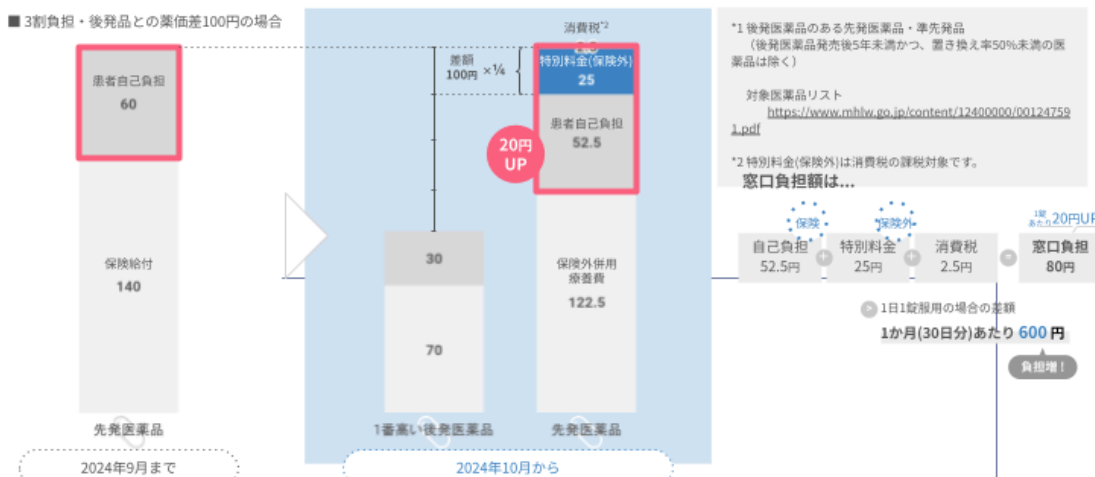 ■ 3割負担・後発品との薬価差100円の場合
患者自己負担
60
保険給付
140
先発医薬品
2024年9月まで
消費税*2
差額
100円 ×¼
特別料金(保険外)
25
患者自己負担
52.5
20円
UP
30
70
保険外併用
療養費
122.5
1番高い後発医薬品
先発医薬品
2024年10月から
*1 後発医薬品のある先発医薬品・準先発品
（後発医薬品発売後5年未満かつ、置き換え率50%未満の医
薬品は除く）
対象医薬品リスト
https://www.mhlw.go.jp/content/12400000/00124759
1.pdf
*2 特別料金(保険外)は消費税の課税対象です。
窓口負担額は...
保険
保険外
1錠
あたり 20円UP
自己負担
52.5円
+
特別料金
25円
+
消費税
2.5円
=
窓口負担
80円
1日1錠服用の場合の差額
1か月(30日分)あたり 600 円
負担増！